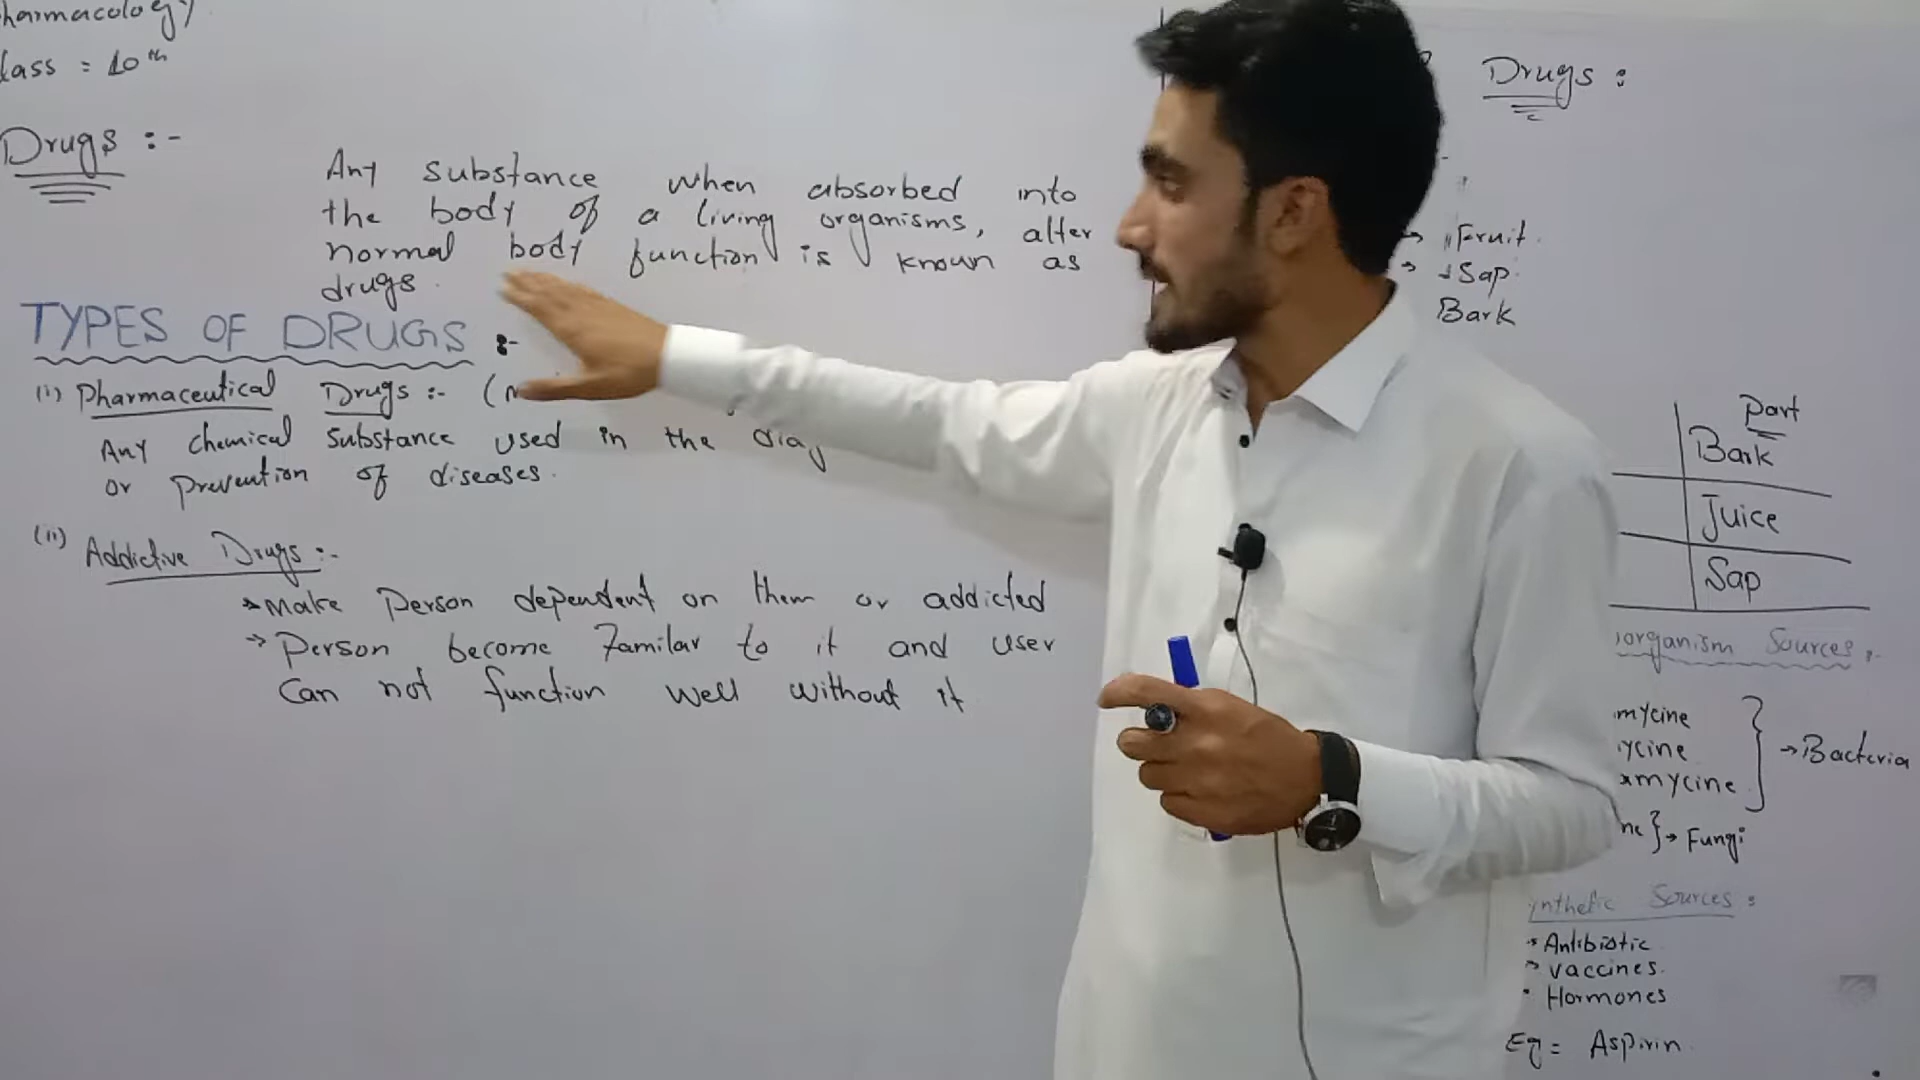 harmacology
lass = 10th
Drugs :-
Any substance when absorbed into
the body of a living organisms, alter
normal body function is known as
drugs.
TYPES OF DRUGS :-
(i) Pharmaceutical Drugs :- (
Any chemical substance used in the diag
or prevention of diseases.
(ii) Addictive Drugs :-
→ Make Person dependent on them or addicted
→ Person become Familar to it and user
Can not function well without it
Drugs :
→ Fruit
→ Sap
Bark
Part
Bark
Juice
Sap
organism Sources :-
mycine
ycine
mycine
} → Bacteria
ne } → Fungi
ynthetic Sources :
→ Antibiotic
→ Vaccines.
• Hormones
Eg = Aspirin